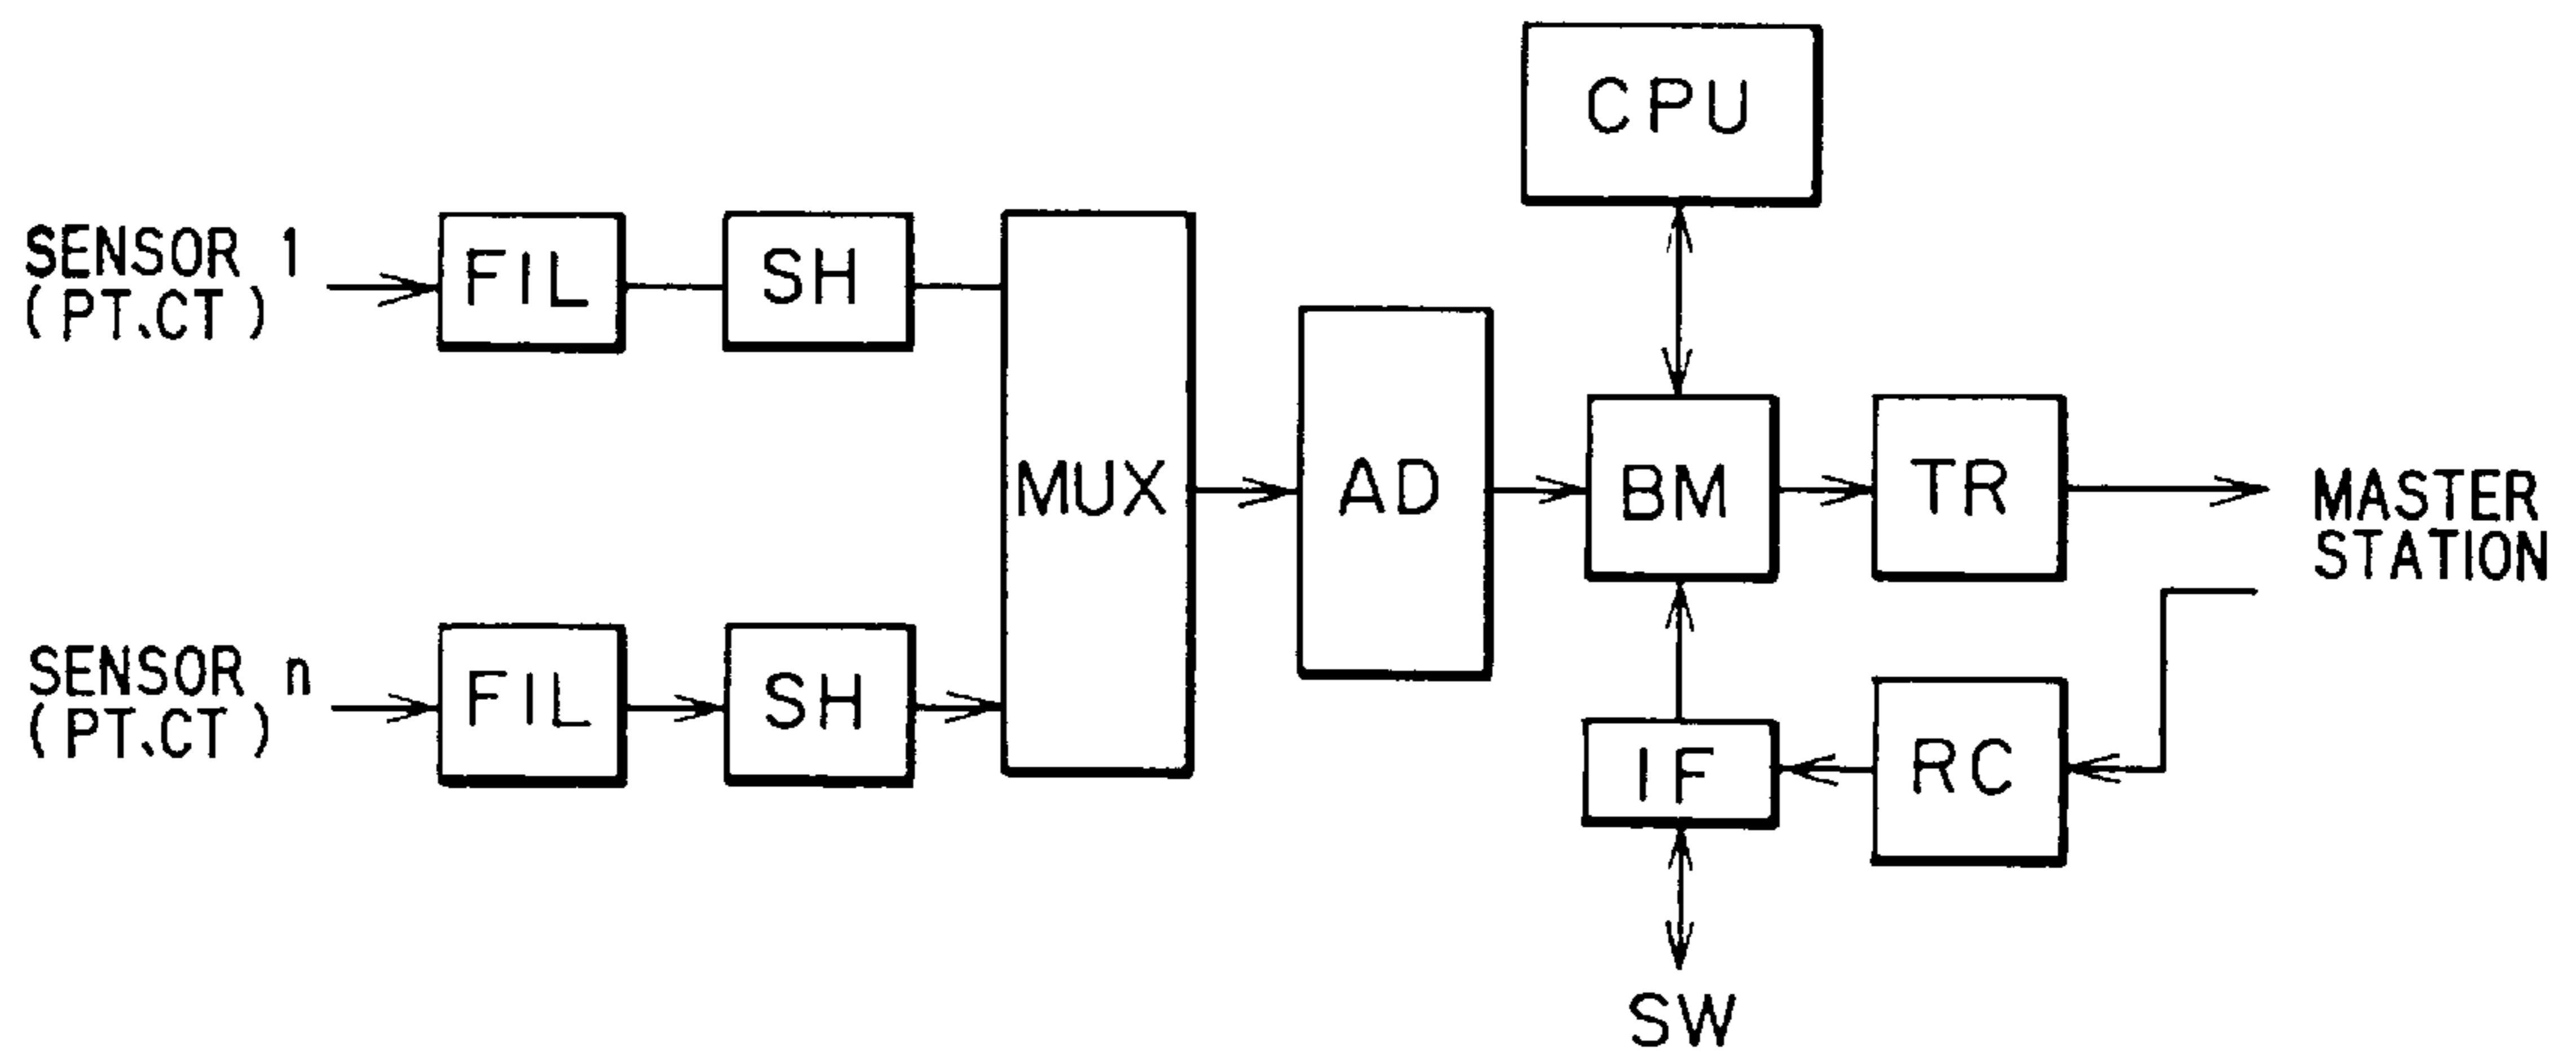 CPU
SENSOR 1
(PT、CT)
FIL
SH
MUX
AD
BM
TR
MASTER
STATION
SENSOR n
(PT、CT)
FIL
SH
IF
RC
SW